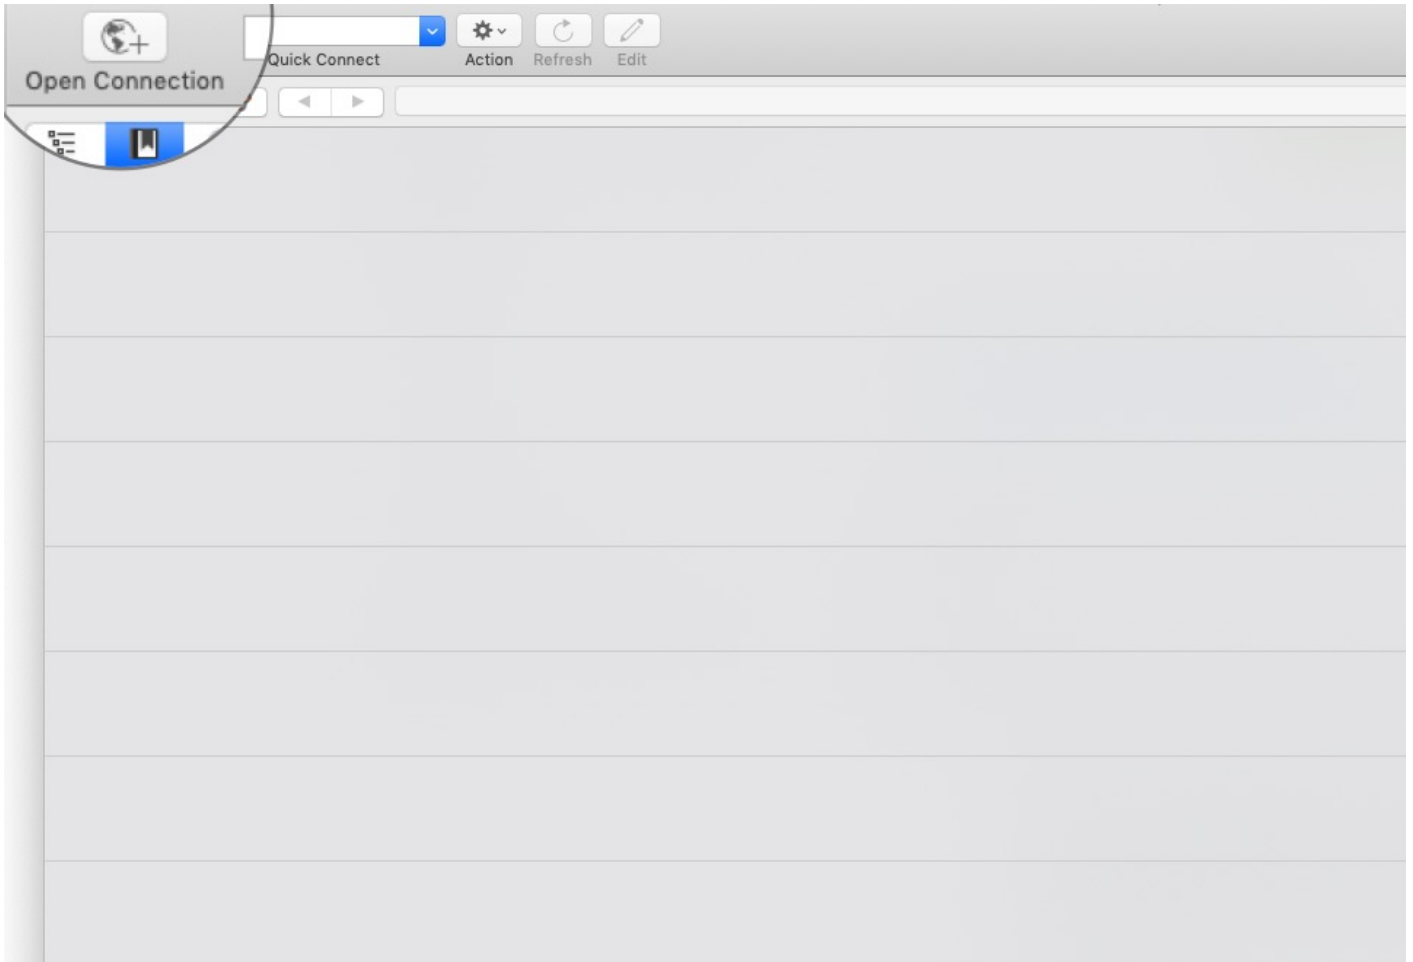 Open Connection
Quick Connect
Action
Refresh
Edit